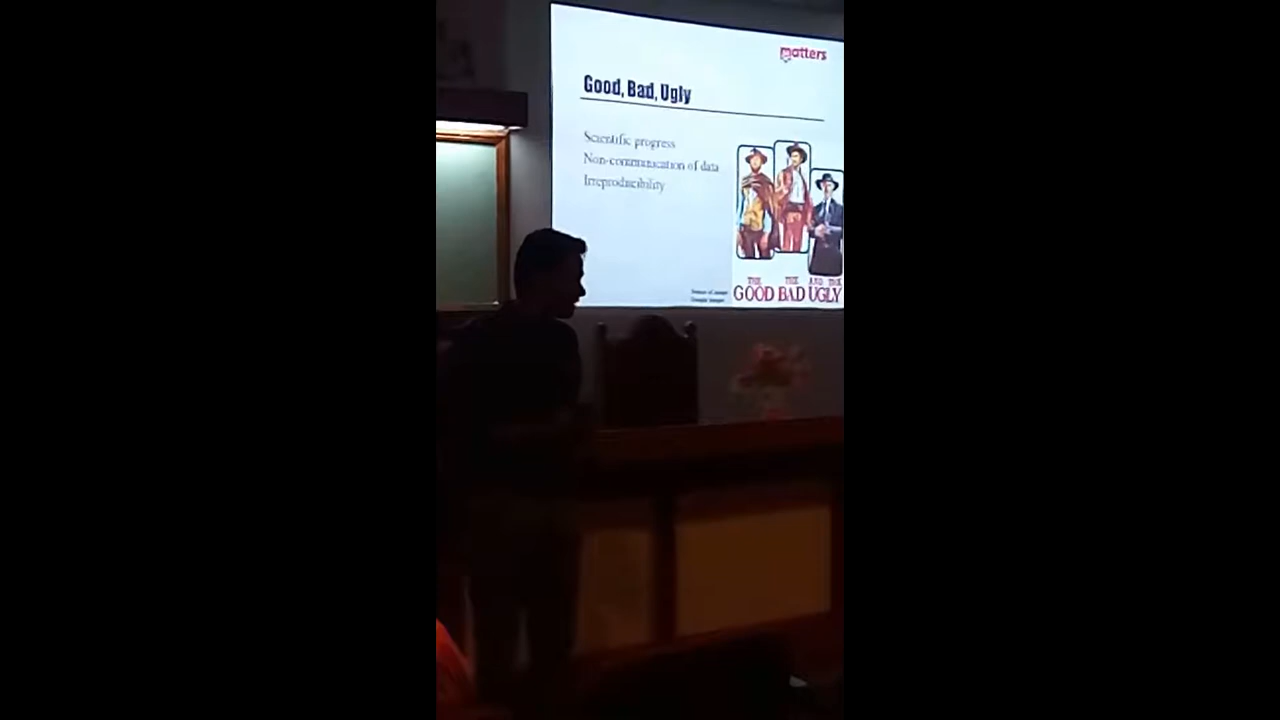 matters
Good, Bad, Ugly
Scientific progress
Non-communication of data
Irreproducibility
THE THE AND THE
GOOD BAD UGLY